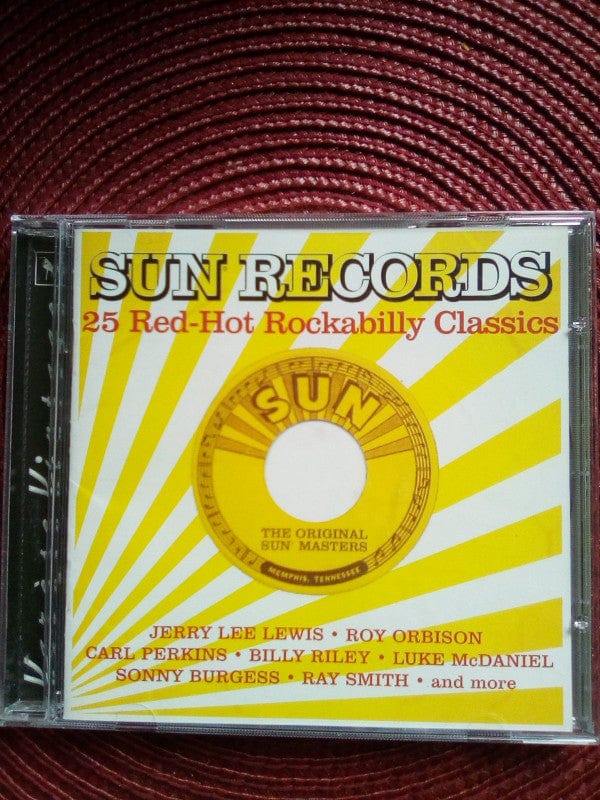 SUN RECORDS
25 Red-Hot Rockabilly Classics
SUN
THE ORIGINAL
SUN MASTERS
MEMPHIS, TENNESSEE
JERRY LEE LEWIS • ROY ORBISON
CARL PERKINS • BILLY RILEY • LUKE McDANIEL
SONNY BURGESS • RAY SMITH • and more